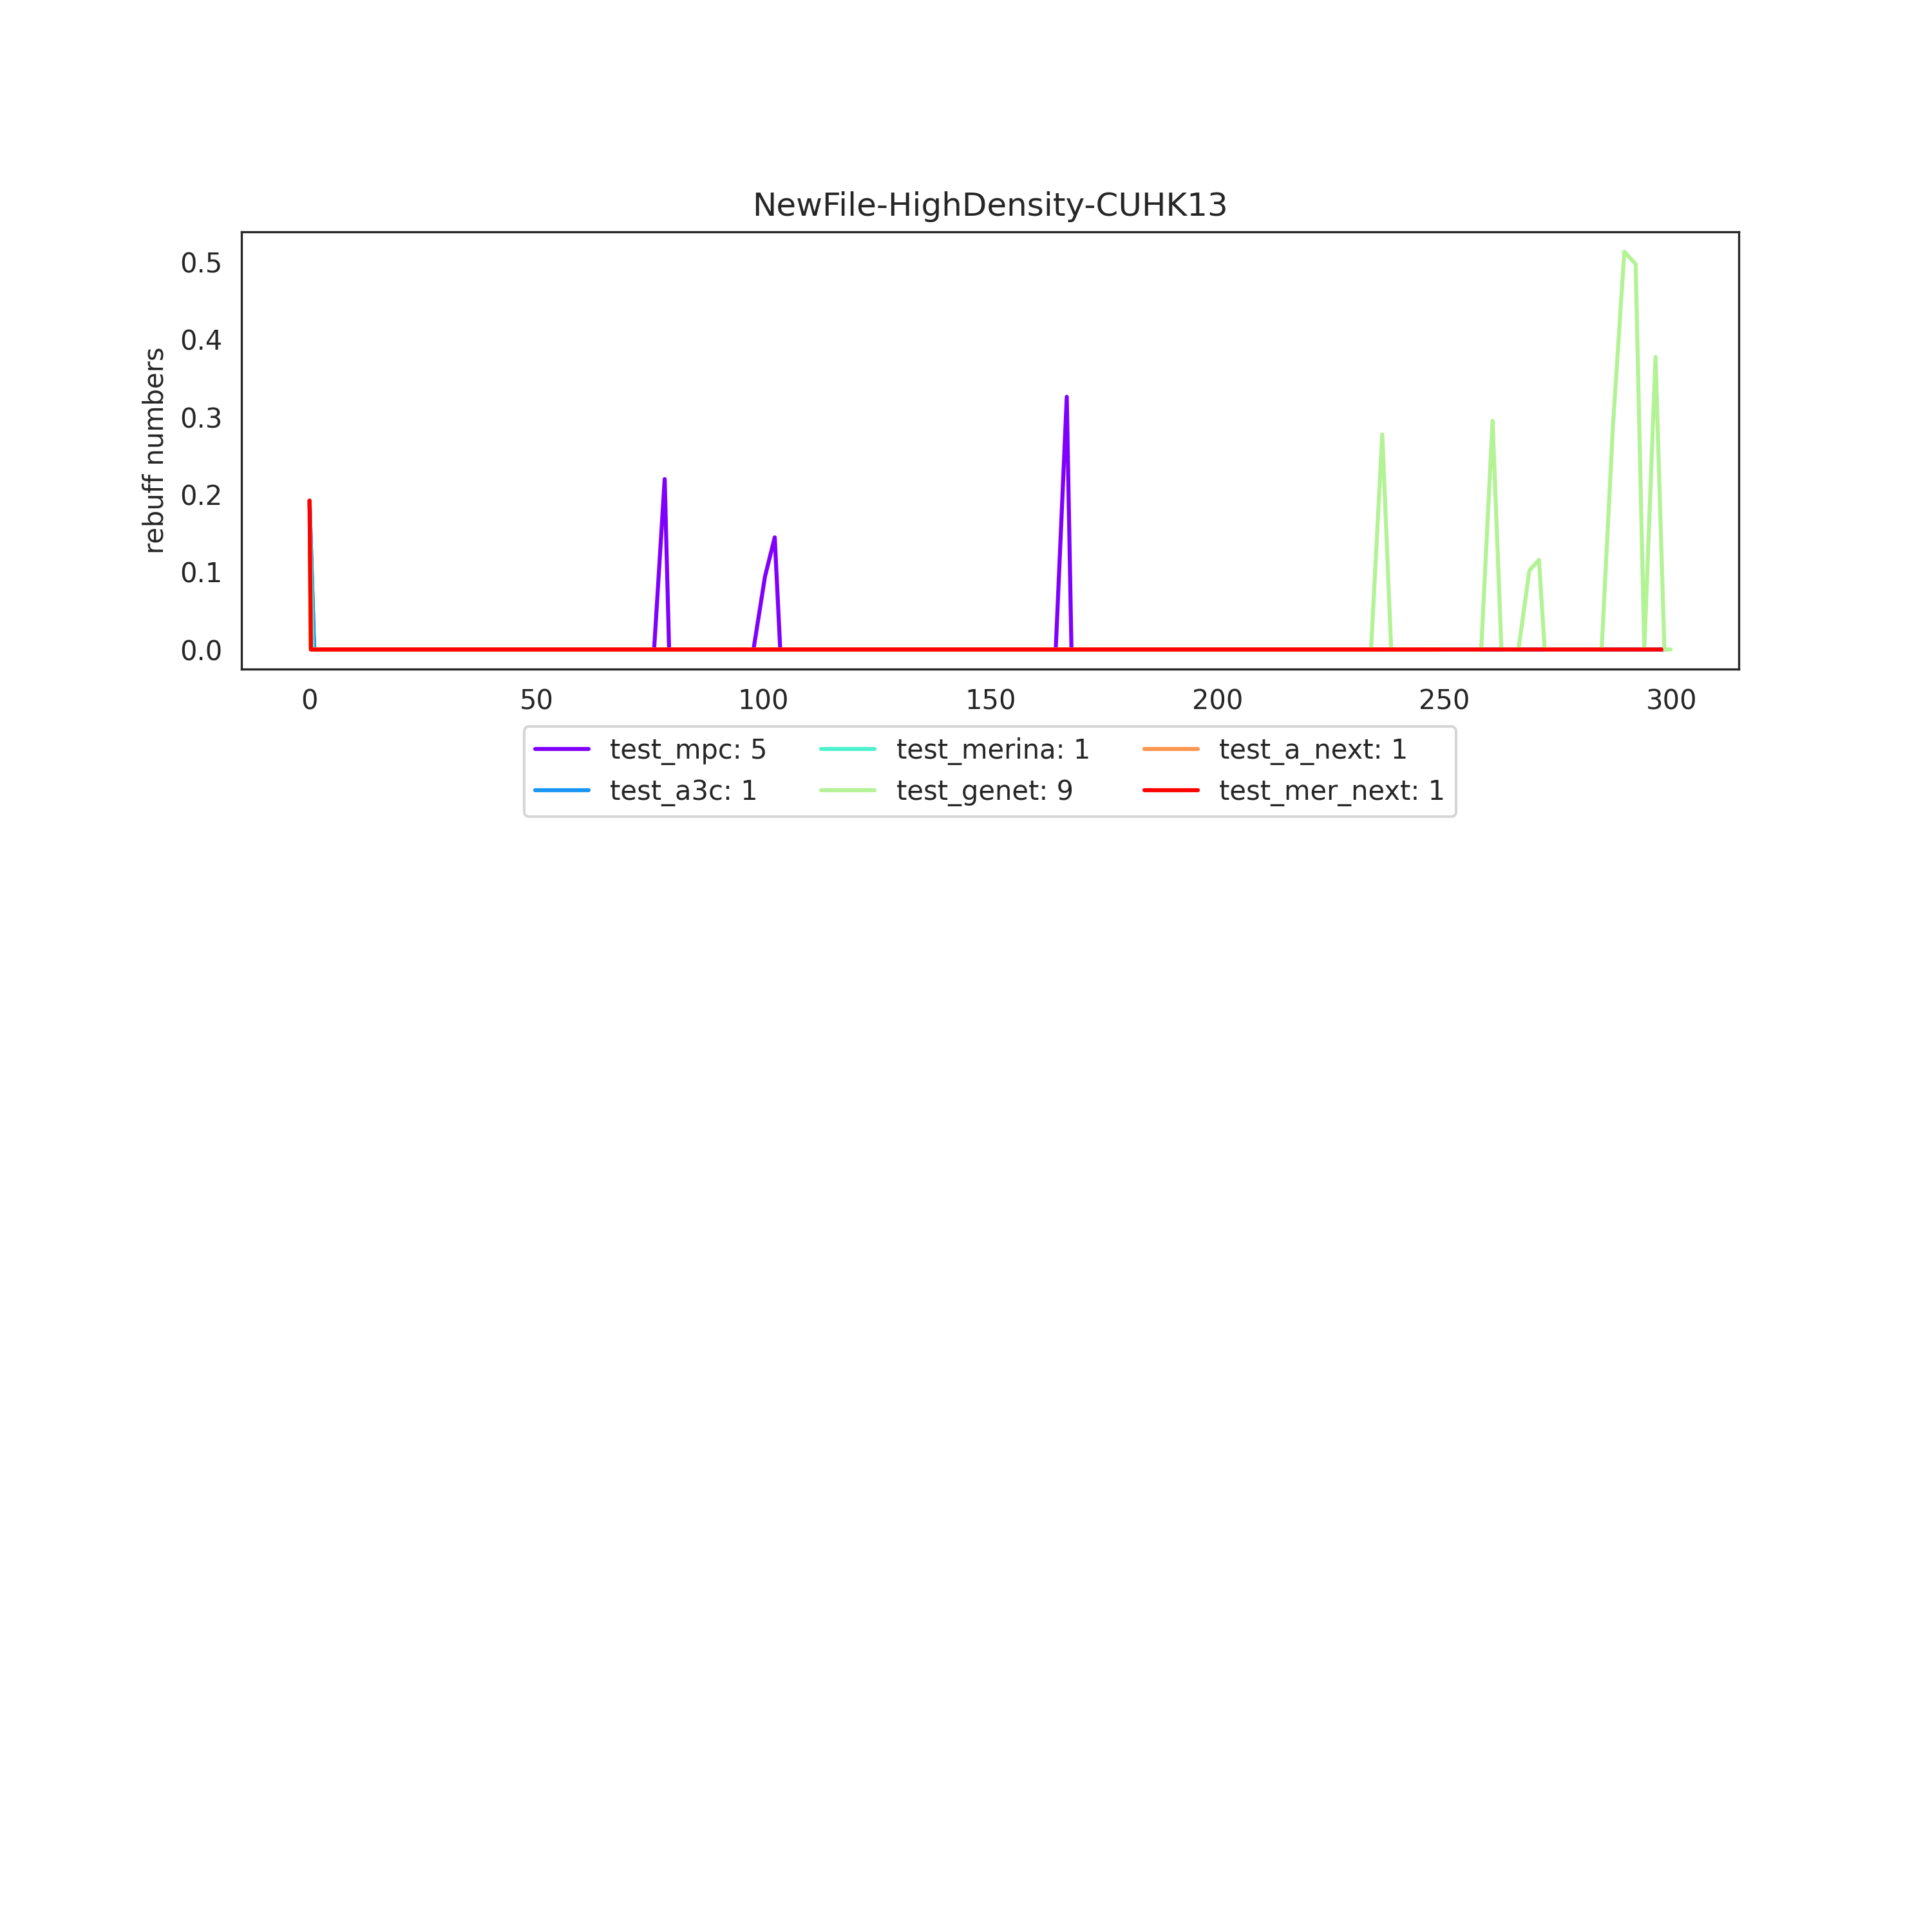 NewFile-HighDensity-CUHK13
rebuff numbers
0.5
0.4
0.3
0.2
0.1
0.0
0 50 100 150 200 250 300
test_mpc: 5 test_merina: 1 test_a_next: 1
test_a3c: 1 test_genet: 9 test_mer_next: 1